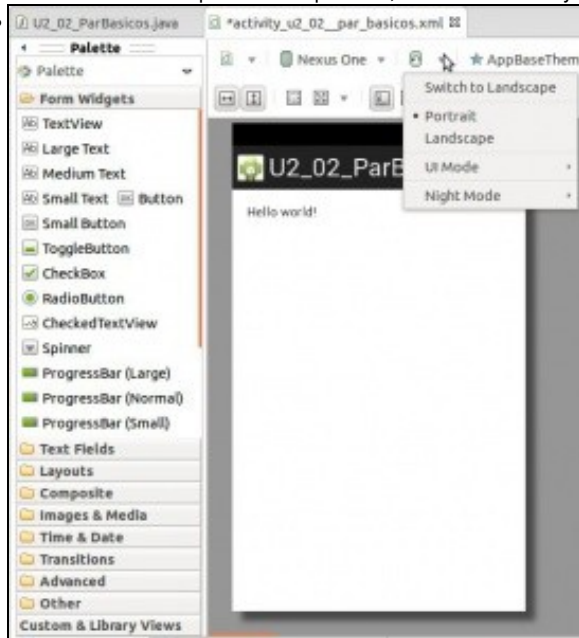 U2_02_ParBasicos.java
*activity_u2_02__par_basicos.xml
Palette
Palette
Nexus One
AppBaseThem
Form Widgets
Switch to Landscape
Portrait
Landscape
UI Mode
Night Mode
TextView
Large Text
Medium Text
Small Text
Button
Small Button
ToggleButton
CheckBox
RadioButton
CheckedTextView
Spinner
ProgressBar (Large)
ProgressBar (Normal)
ProgressBar (Small)
Text Fields
Layouts
Composite
Images & Media
Time & Date
Transitions
Advanced
Other
Custom & Library Views
U2_02_ParB
Hello world!